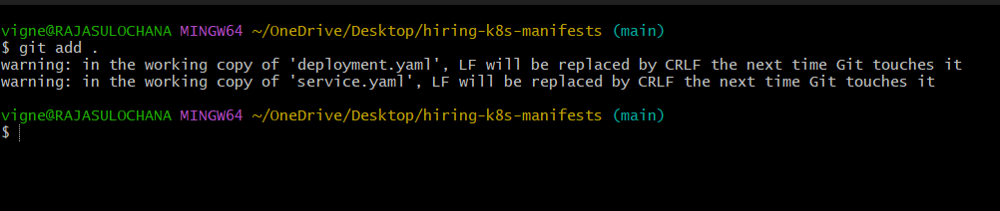 vigne@RAJASULOCHANA MINGW64 ~/OneDrive/Desktop/hiring-k8s-manifests (main)
$ git add .
warning: in the working copy of 'deployment.yaml', LF will be replaced by CRLF the next time Git touches it
warning: in the working copy of 'service.yaml', LF will be replaced by CRLF the next time Git touches it
vigne@RAJASULOCHANA MINGW64 ~/OneDrive/Desktop/hiring-k8s-manifests (main)
$